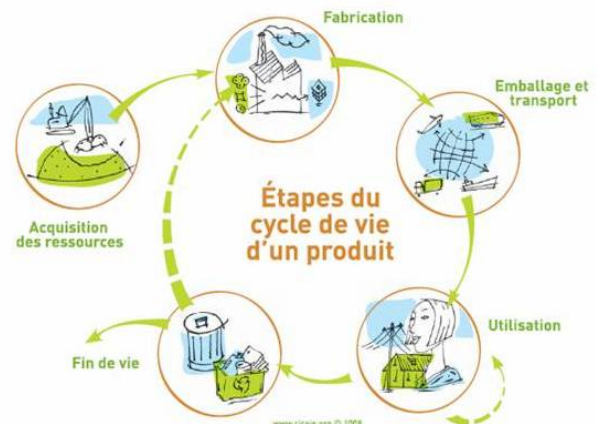 Fabrication
Emballage et
transport
Étapes du
cycle de vie
d'un produit
Acquisition
des ressources
Utilisation
Fin de vie